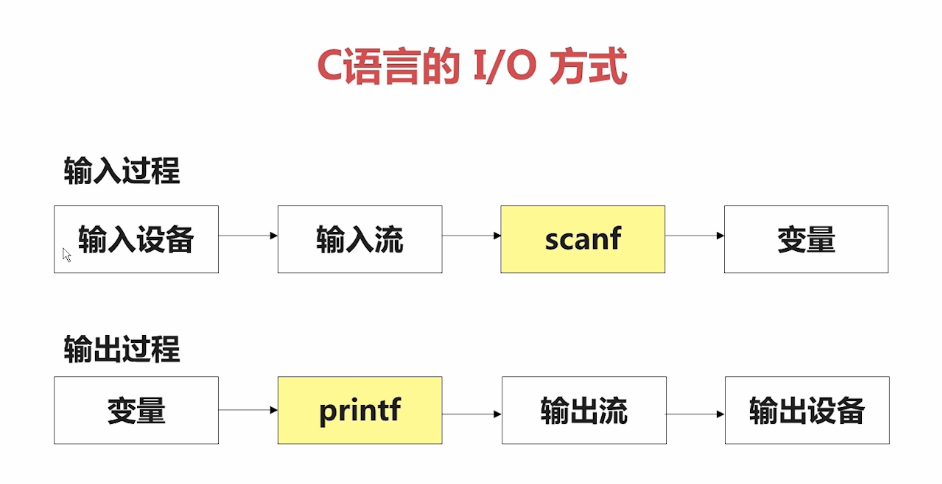 C语言的 I/O 方式
输入过程
输入设备 输入流 scanf 变量
输出过程
变量 printf 输出流 输出设备